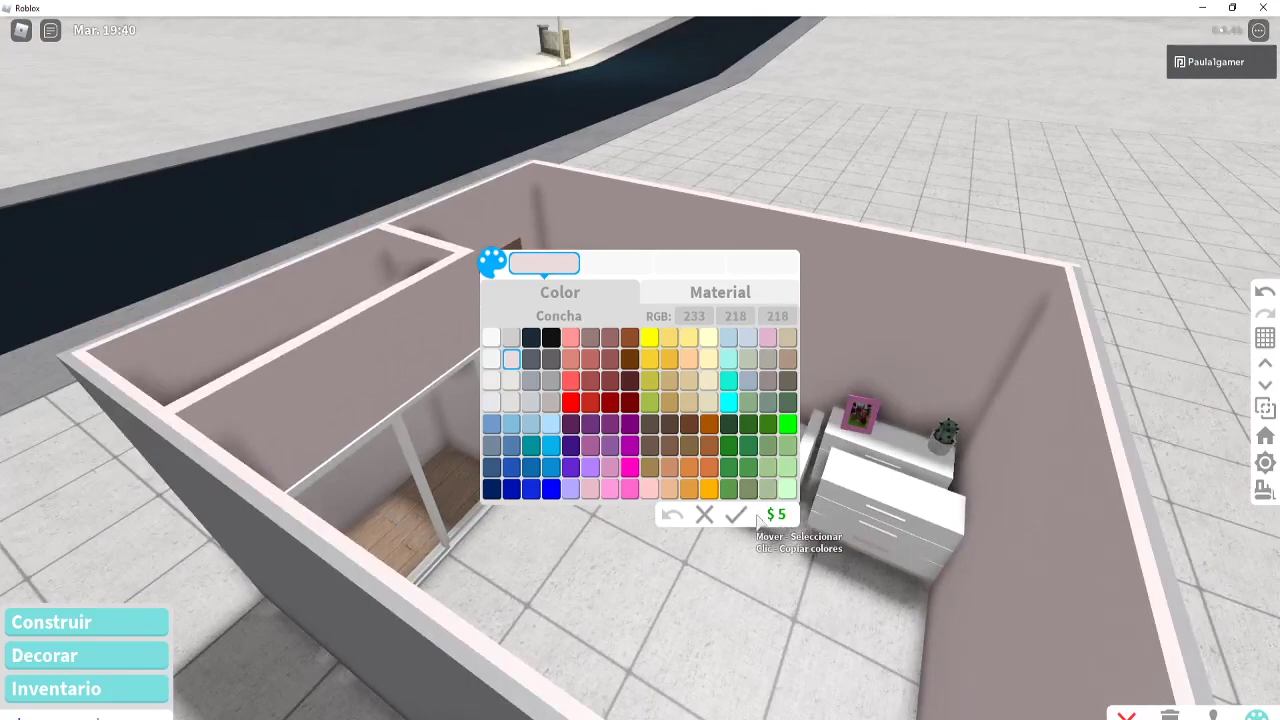 Roblox
Mar. 19:40
Paula1gamer
Color
Material
Concha
RGB: 233 218 218
$ 5
Mover - Seleccionar
Clic - Copiar colores
Construir
Decorar
Inventario